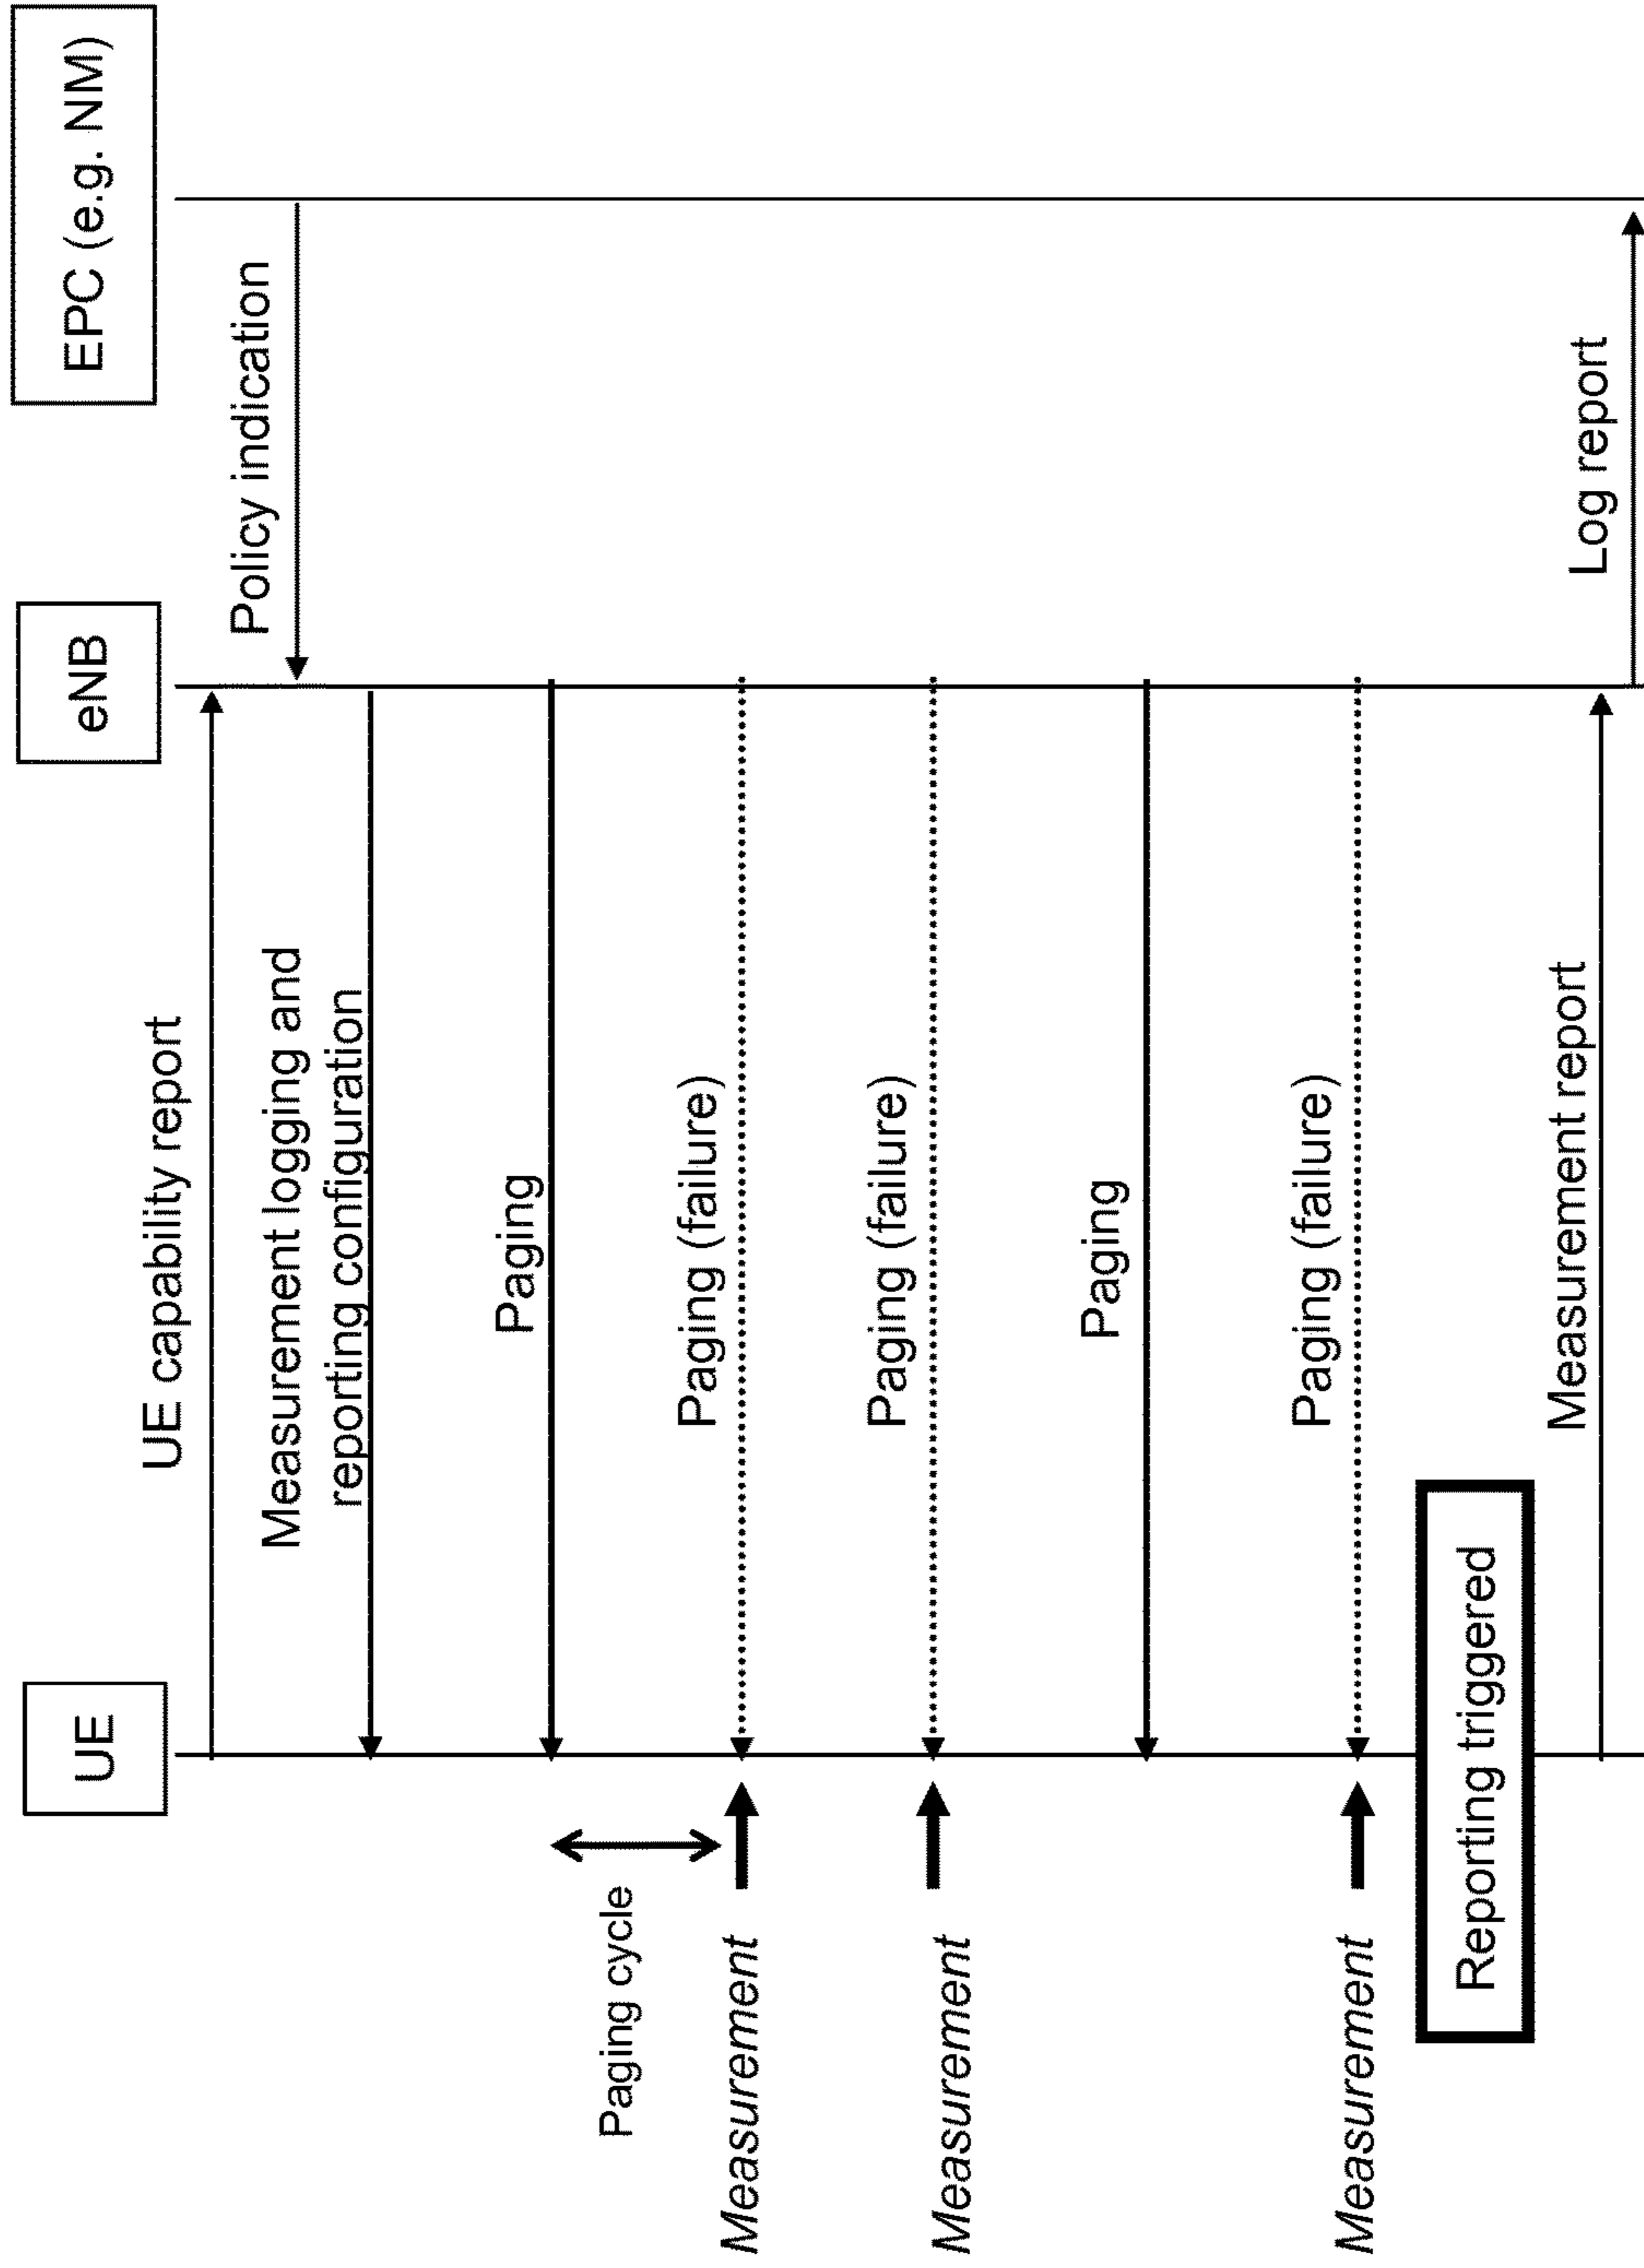 UE
eNB
EPC (e.g. NM)
UE capability report
Policy indication
Measurement logging and
reporting configuration
Paging
Paging cycle
Paging (failure)
Measurement
Paging (failure)
Measurement
Paging
Paging (failure)
Measurement
Reporting triggered
Measurement report
Log report